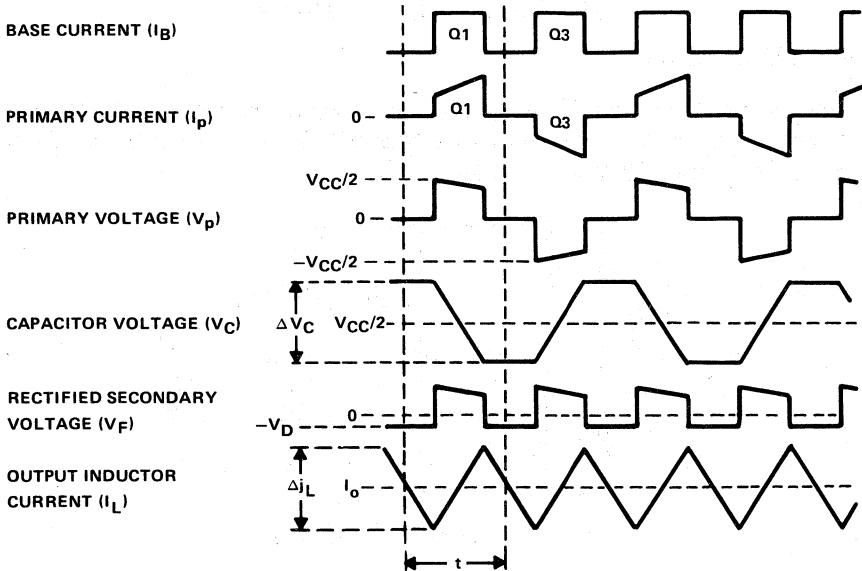 BASE CURRENT (IB)
Q1
Q3
PRIMARY CURRENT (Ip)
0
Q1
Q3
VCC/2
PRIMARY VOLTAGE (Vp)
0
−VCC/2
CAPACITOR VOLTAGE (VC)
ΔVC
VCC/2
RECTIFIED SECONDARY
VOLTAGE (VF)
0
−VD
OUTPUT INDUCTOR
CURRENT (IL)
ΔiL
Io
t